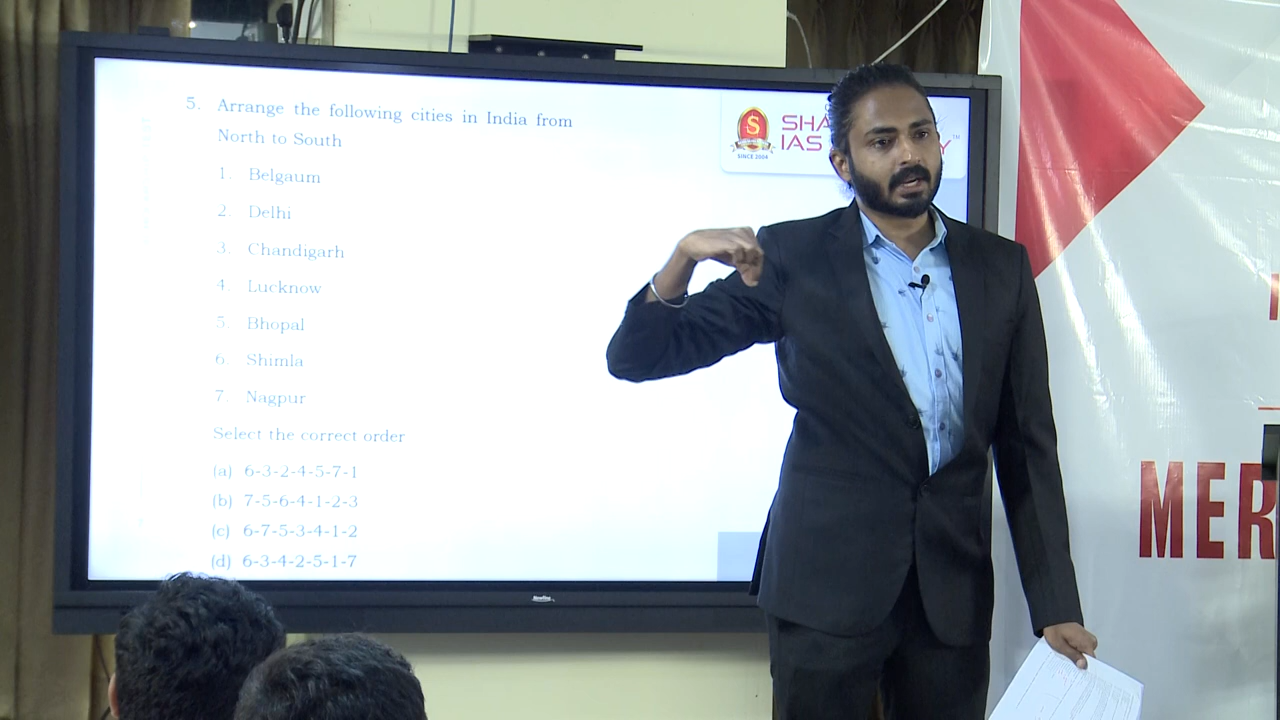 5. Arrange the following cities in India from
North to South
1. Belgaum
2. Delhi
3. Chandigarh
4. Lucknow
5. Bhopal
6. Shimla
7. Nagpur
Select the correct order
(a) 6-3-2-4-5-7-1
(b) 7-5-6-4-1-2-3
(c) 6-7-5-3-4-1-2
(d) 6-3-4-2-5-1-7
S
SINCE 2004
SHA
IAS Y
TM
NewLine
MER